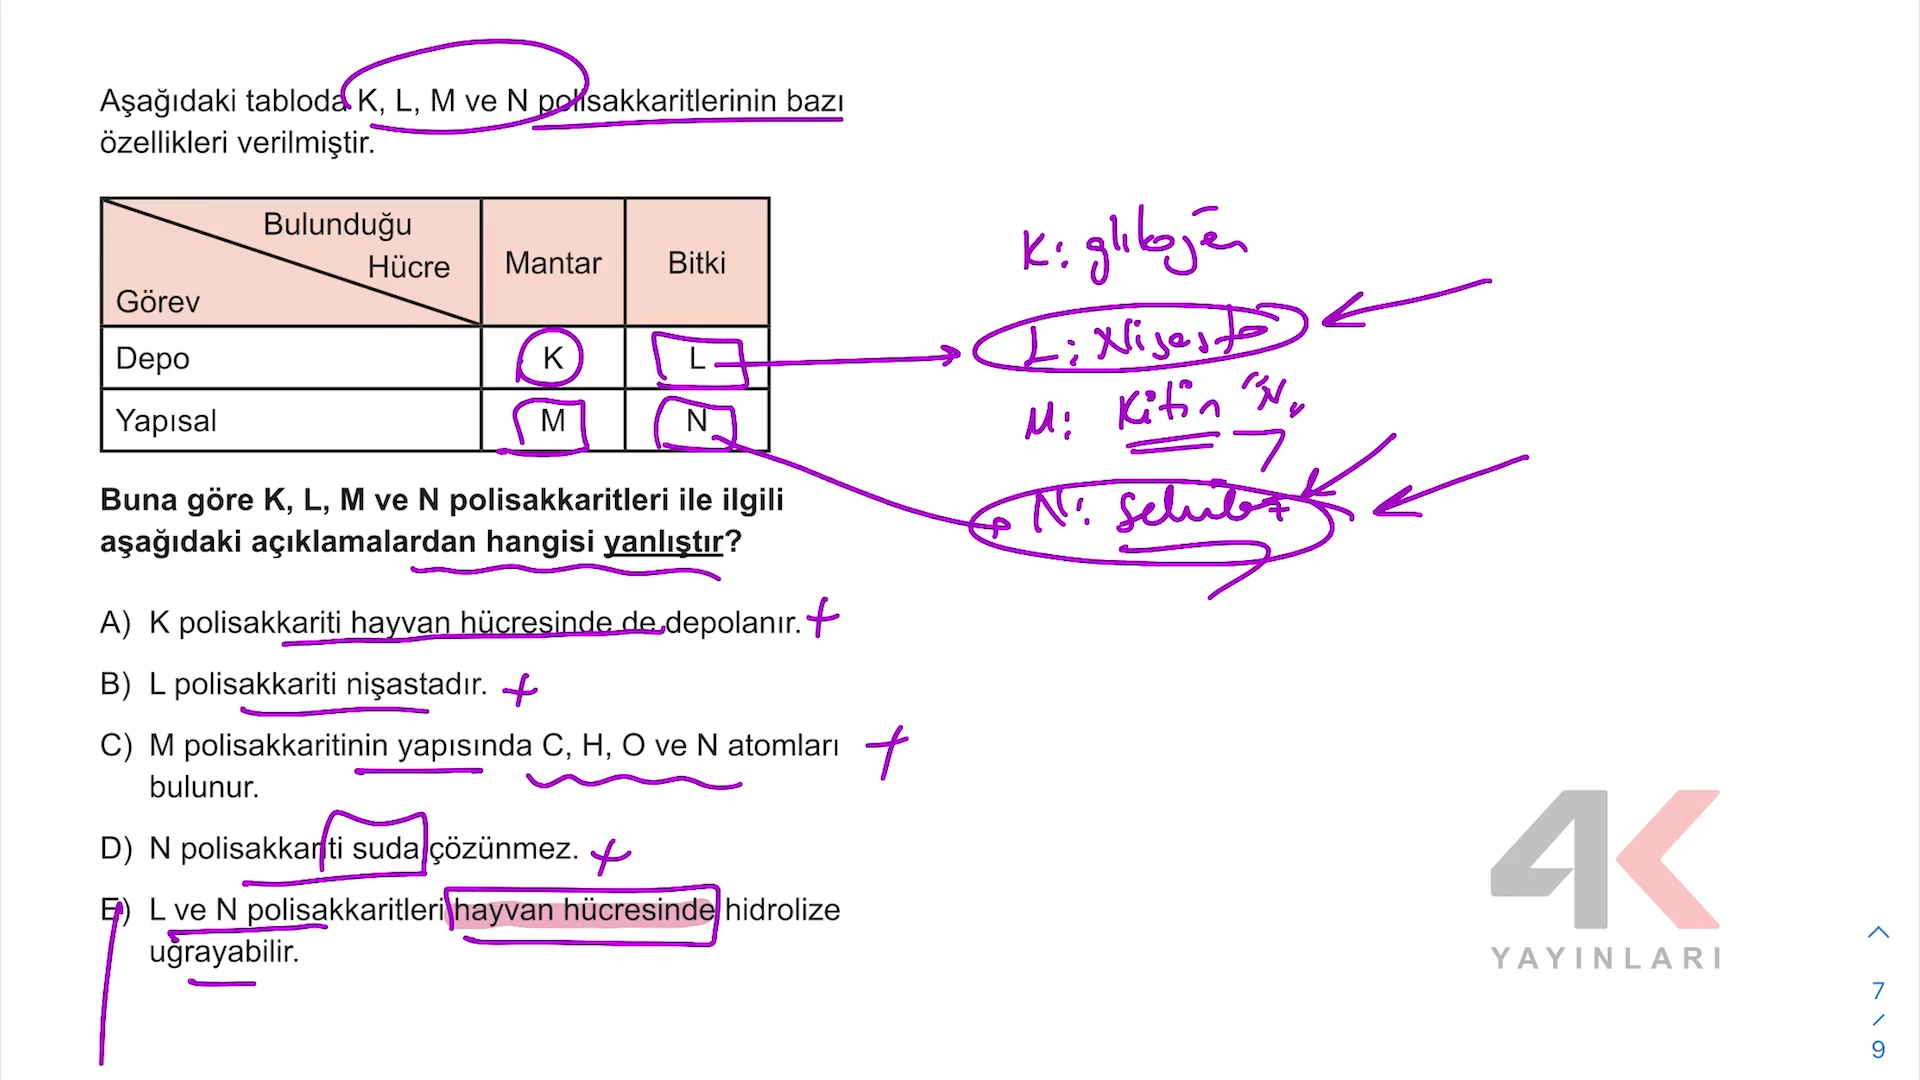 Aşağıdaki tabloda K, L, M ve N polisakkaritlerinin bazı
özellikleri verilmiştir.
Bulunduğu
Hücre
Görev
Mantar
Bitki
Depo
K
L
Yapısal
M
N
K: glikojen
L: Nişasta
M: Kitin "N"
N: Selüloz
Buna göre K, L, M ve N polisakkaritleri ile ilgili
aşağıdaki açıklamalardan hangisi yanlıştır?
A) K polisakkariti hayvan hücresinde de depolanır. +
B) L polisakkariti nişastadır. +
C) M polisakkaritinin yapısında C, H, O ve N atomları +
bulunur.
D) N polisakkariti suda çözünmez. +
E) L ve N polisakkaritleri hayvan hücresinde hidrolize
uğrayabilir.
4K
YAYINLARI
7
/
9